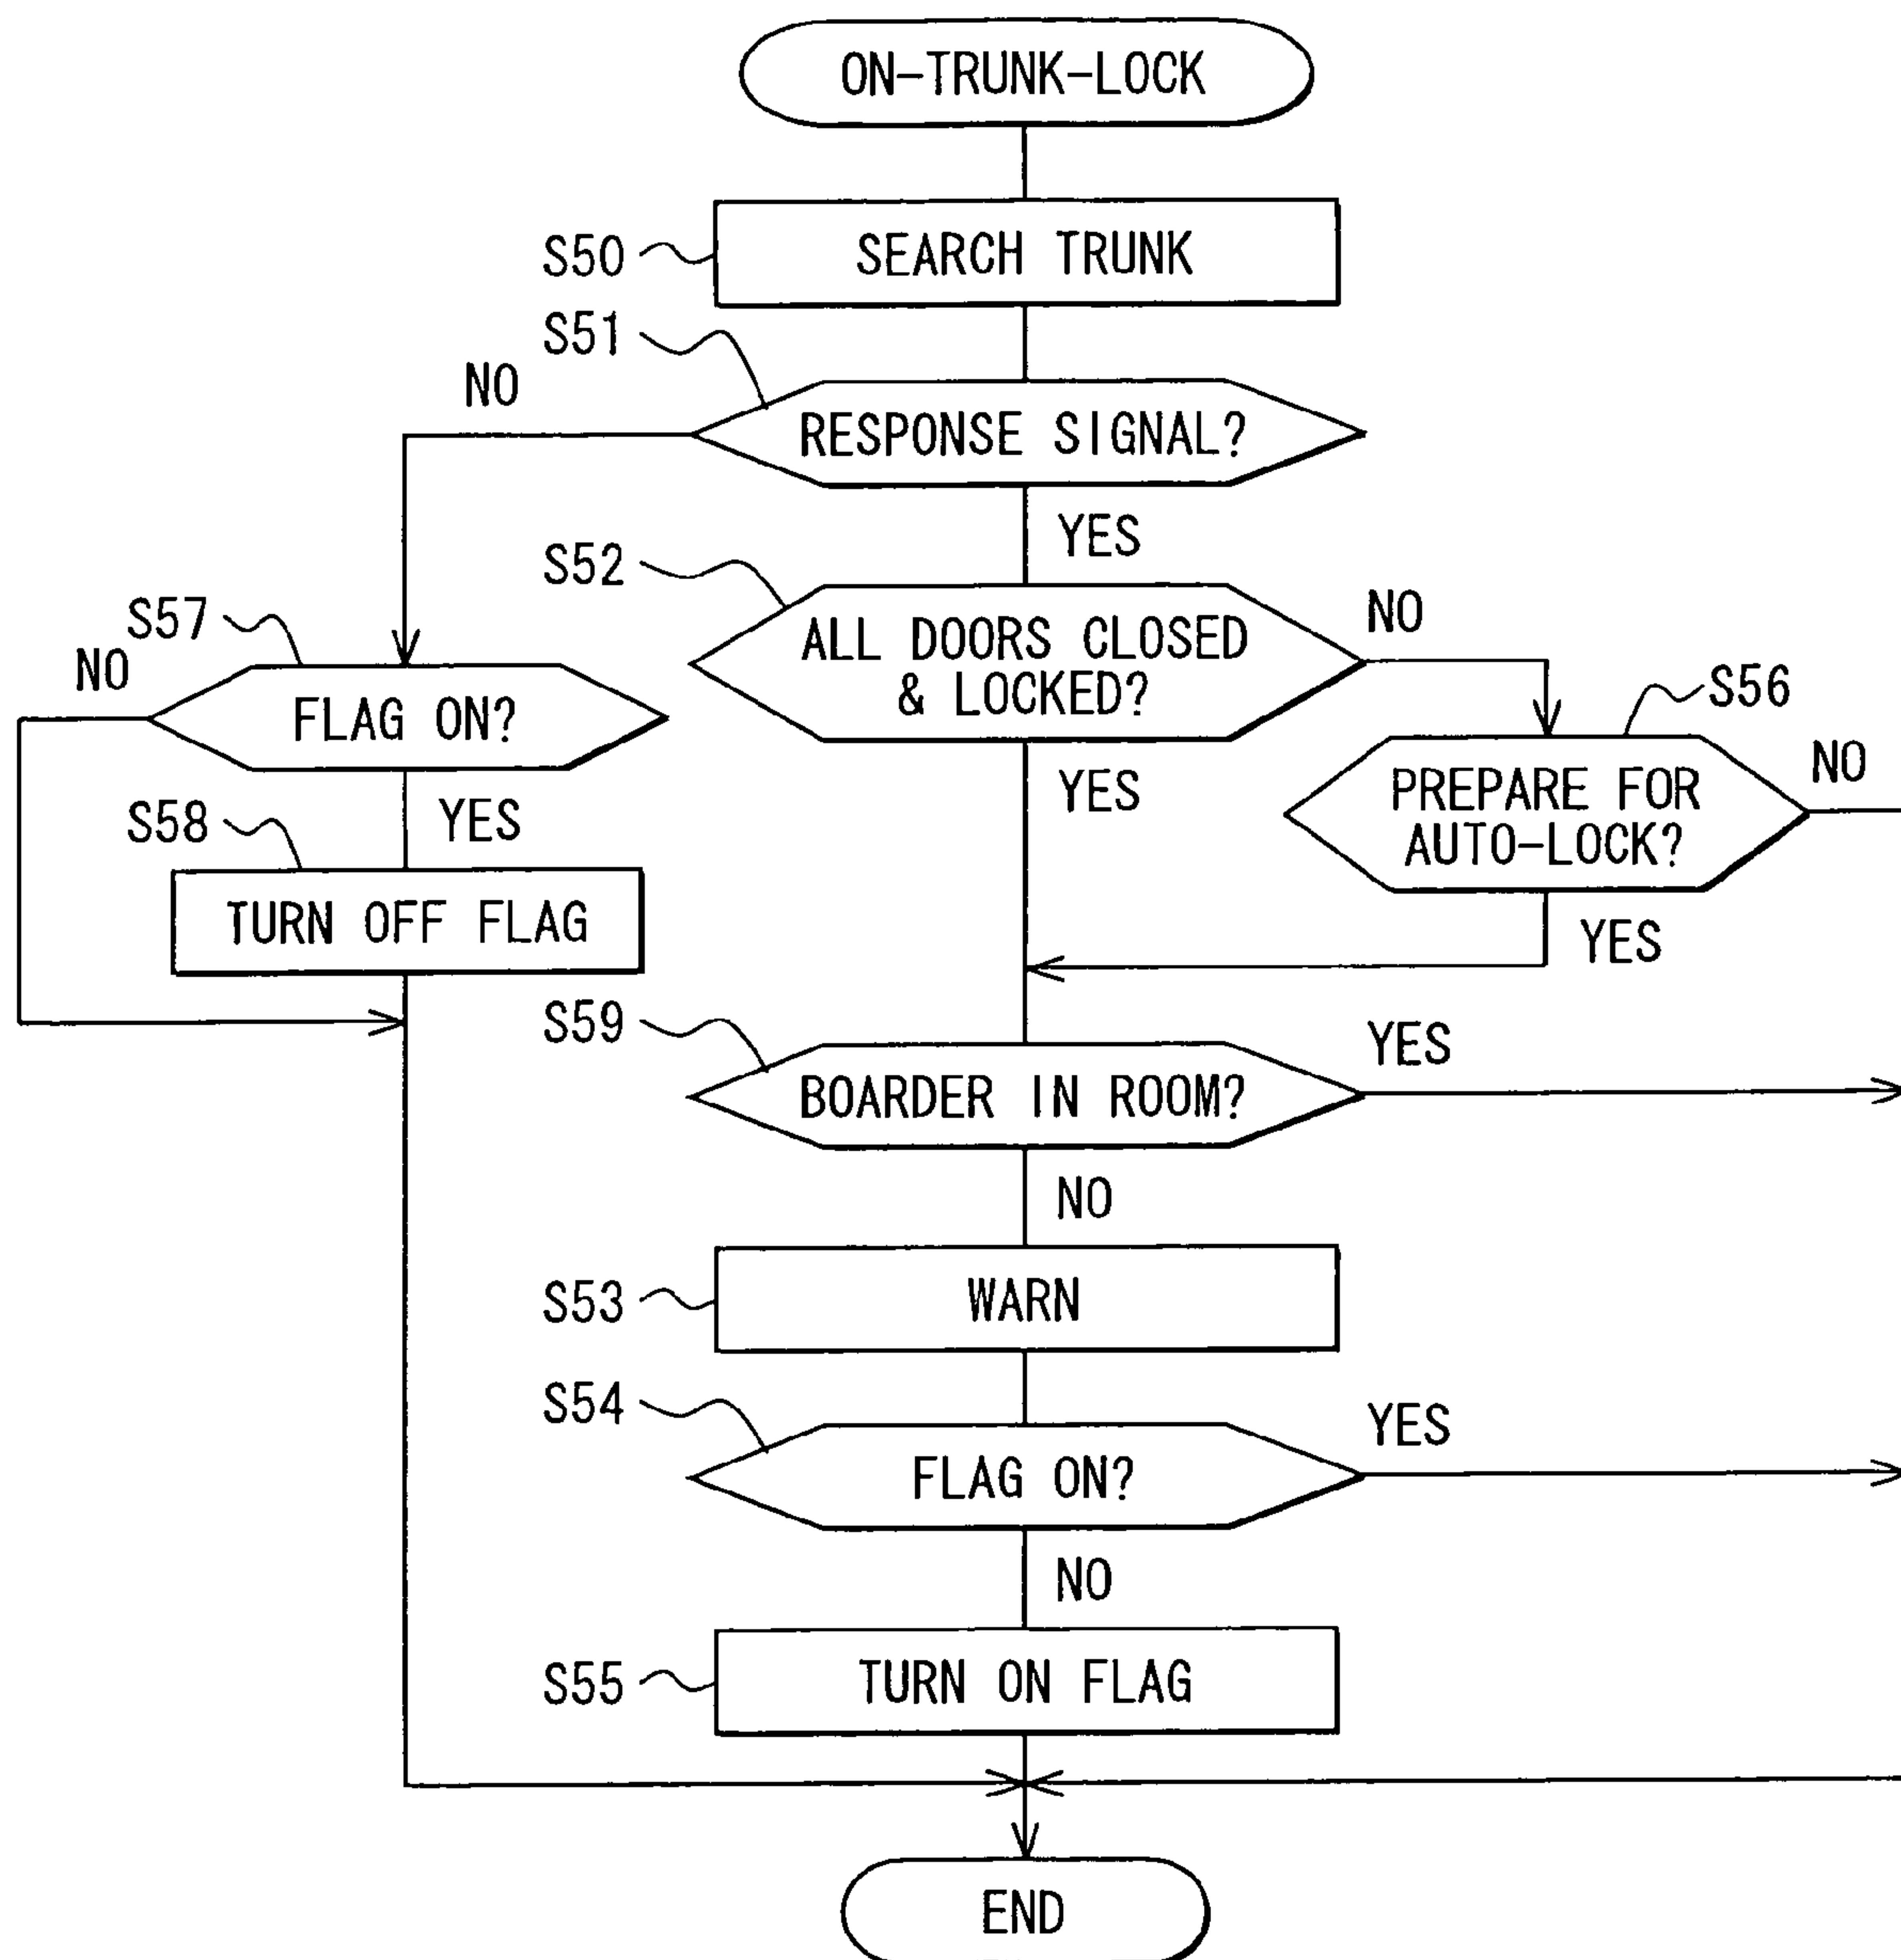 ON-TRUNK-LOCK
S50
SEARCH TRUNK
S51
NO
RESPONSE SIGNAL?
YES
S52
ALL DOORS CLOSED
& LOCKED?
NO
YES
S56
PREPARE FOR
AUTO-LOCK?
NO
YES
S57
NO
FLAG ON?
YES
S58
TURN OFF FLAG
S59
BOARDER IN ROOM?
YES
NO
S53
WARN
S54
FLAG ON?
YES
NO
S55
TURN ON FLAG
END